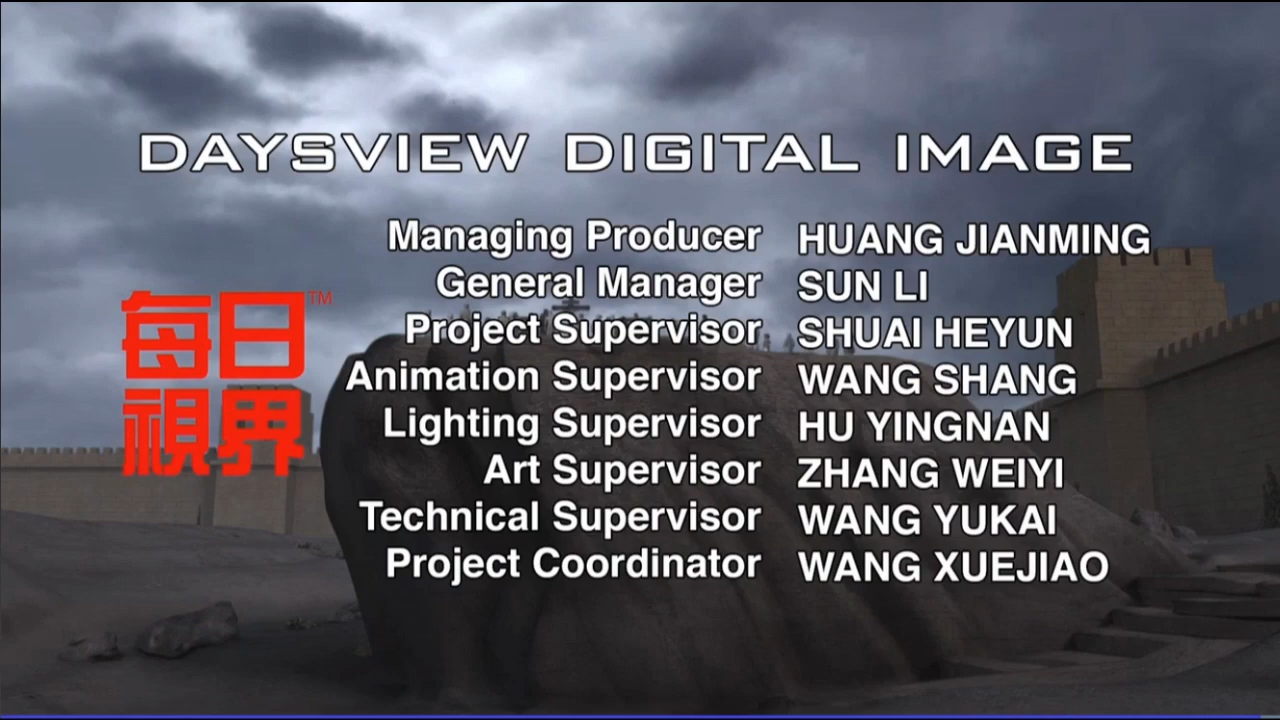 DAYSVIEW DIGITAL IMAGE
Managing Producer HUANG JIANMING
General Manager SUN LI
Project Supervisor SHUAI HEYUN
Animation Supervisor WANG SHANG
Lighting Supervisor HU YINGNAN
Art Supervisor ZHANG WEIYI
Technical Supervisor WANG YUKAI
Project Coordinator WANG XUEJIAO
每日™
視界